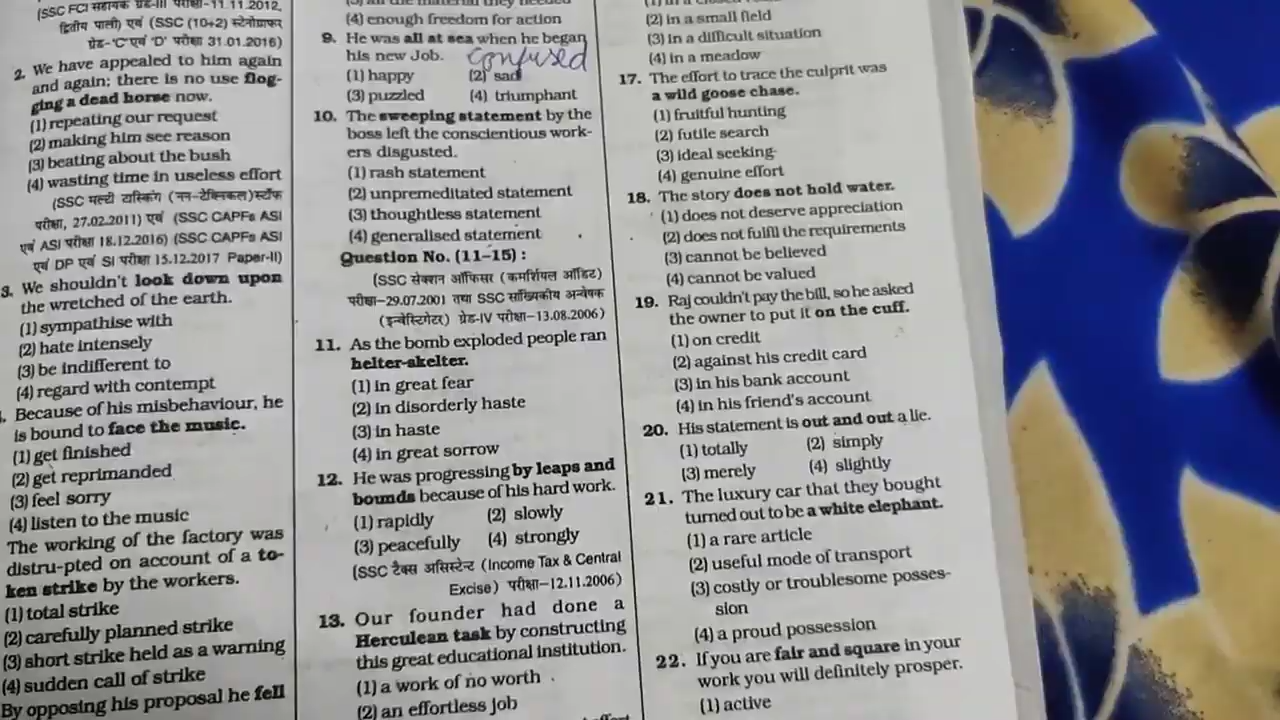 (SSC FCI सहायक ग्रेड-III परीक्षा-11.11.2012,
द्वितीय पाली) एवं (SSC (10+2) स्टेनोग्राफर
ग्रेड-'C' एवं 'D' परीक्षा 31.01.2016)
2. We have appealed to him again
and again; there is no use flog-
ging a dead horse now.
(1) repeating our request
(2) making him see reason
(3) beating about the bush
(4) wasting time in useless effort
(SSC मल्टी टास्किंग (नन-टेक्निकल)स्टॉफ
परीक्षा, 27.02.2011) एवं (SSC CAPFs ASI
एवं ASI परीक्षा 18.12.2016) (SSC CAPFs ASI
एवं DP एवं SI परीक्षा 15.12.2017 Paper-II)
3. We shouldn't look down upon
the wretched of the earth.
(1) sympathise with
(2) hate intensely
(3) be indifferent to
(4) regard with contempt
Because of his misbehaviour, he
is bound to face the music.
(1) get finished
(2) get reprimanded
(3) feel sorry
(4) listen to the music
The working of the factory was
distru-pted on account of a to-
ken strike by the workers.
(1) total strike
(2) carefully planned strike
(3) short strike held as a warning
(4) sudden call of strike
By opposing his proposal he fell
(3) all the material they needed
(4) enough freedom for action
9. He was all at sea when he began
his new Job. confused
(1) happy (2) sad
(3) puzzled (4) triumphant
10. The sweeping statement by the
boss left the conscientious work-
ers disgusted.
(1) rash statement
(2) unpremeditated statement
(3) thoughtless statement
(4) generalised statement
Question No. (11-15) :
(SSC सेक्शन ऑफिसर (कमर्शियल ऑडिट)
परीक्षा-29.07.2001 तथा SSC सांख्यिकीय अन्वेषक
(इन्वेस्टिगेटर) ग्रेड-IV परीक्षा-13.08.2006)
11. As the bomb exploded people ran
helter-skelter.
(1) in great fear
(2) in disorderly haste
(3) in haste
(4) in great sorrow
12. He was progressing by leaps and
bounds because of his hard work.
(1) rapidly (2) slowly
(3) peacefully (4) strongly
(SSC टैक्स असिस्टेन्ट (Income Tax & Central
Excise) परीक्षा-12.11.2006)
13. Our founder had done a
Herculean task by constructing
this great educational institution.
(1) a work of no worth
(2) an effortless job
(2) in a small field
(3) in a difficult situation
(4) in a meadow
17. The effort to trace the culprit was
a wild goose chase.
(1) fruitful hunting
(2) futile search
(3) ideal seeking
(4) genuine effort
18. The story does not hold water.
(1) does not deserve appreciation
(2) does not fulfil the requirements
(3) cannot be believed
(4) cannot be valued
19. Raj couldn't pay the bill, so he asked
the owner to put it on the cuff.
(1) on credit
(2) against his credit card
(3) in his bank account
(4) in his friend's account
20. His statement is out and out a lie.
(1) totally (2) simply
(3) merely (4) slightly
21. The luxury car that they bought
turned out to be a white elephant.
(1) a rare article
(2) useful mode of transport
(3) costly or troublesome posses-
sion
(4) a proud possession
22. If you are fair and square in your
work you will definitely prosper.
(1) active